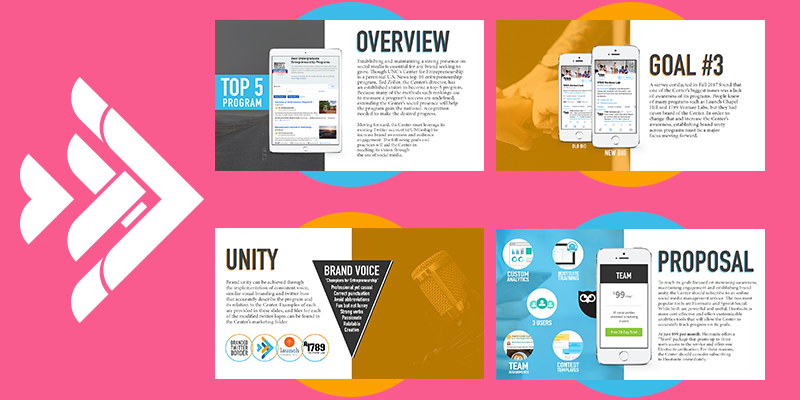 OVERVIEW
Establishing and maintaining a strong presence on
social media is essential for any brand seeking to
grow. Though UNC's Center for Entrepreneurship
is a perennial U.S. News top 10 entrepreneurship
program, Ted Zoller, the Center's director, has
an established vision to become a top-5 program.
Because many of the methods such rankings use
to measure a program's success are undefined,
extending the Center's social presence will help
the program gain the national recognition
needed to make the desired program.
Moving forward, the Center must leverage its
existing Twitter account to
increase brand awareness and audience
engagement. The following goals and
practices will aid the Center in
reaching its vision through
the use of social media.
TOP 5
PROGRAM
GOAL #3
A survey conducted in Fall 2017 found that
one of the Center's biggest issues was a lack
of awareness of its programs. People knew
of many programs such as Launch Chapel
Hill and 1789 Venture Labs, but they had
never heard of the Center. In order to
change that and increase the Center's
awareness, establishing brand unity
across programs must be a major
focus moving forward.
OLD BIO
NEW BIO
UNITY
Brand unity can be achieved through
the implementation of consistent voice,
similar visual branding and twitter bios
that accurately describe the program
and its relation to the Center. Examples of each
are provided in these slides, and files for each
of the modified twitter logos can be found in
the Center's marketing folder.
BRANDED
TWITTER
BORDER
Launch
1789
BRAND VOICE
'Champions for Entrepreneurship'
Professional yet casual
Correct punctuation
Avoid abbreviations
Fun but not funny
Strong verbs
Passionate
Relatable
Creative
CUSTOM
ANALYTICS
HOOTSUITE
TRAINING
3 USERS
TEAM
ASSIGNMENTS
CONTEST
TEMPLATES
TEAM
$99
PROPOSAL
To reach its goals focused on increasing awareness,
maintaining engagement and establishing brand
unity, the Center should subscribe to an online
social media management service. The two most
popular tools are Hootsuite and Sprout Social.
While both are powerful and useful, Hootsuite is
more cost-effective and offers customizable
analytics tools that will allow the Center to
accurately track progress on its goals.
At just $99 per month, Hootsuite offers a
"Team" package that grants up to three
users access to the service and offers free
Hootsuite certification. For these reasons,
the Center should consider subscribing
to Hootsuite immediately.